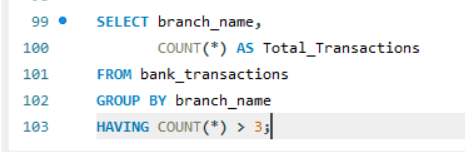 99 SELECT branch_name,
100 COUNT(*) AS Total_Transactions
101 FROM bank_transactions
102 GROUP BY branch_name
103 HAVING COUNT(*) > 3;